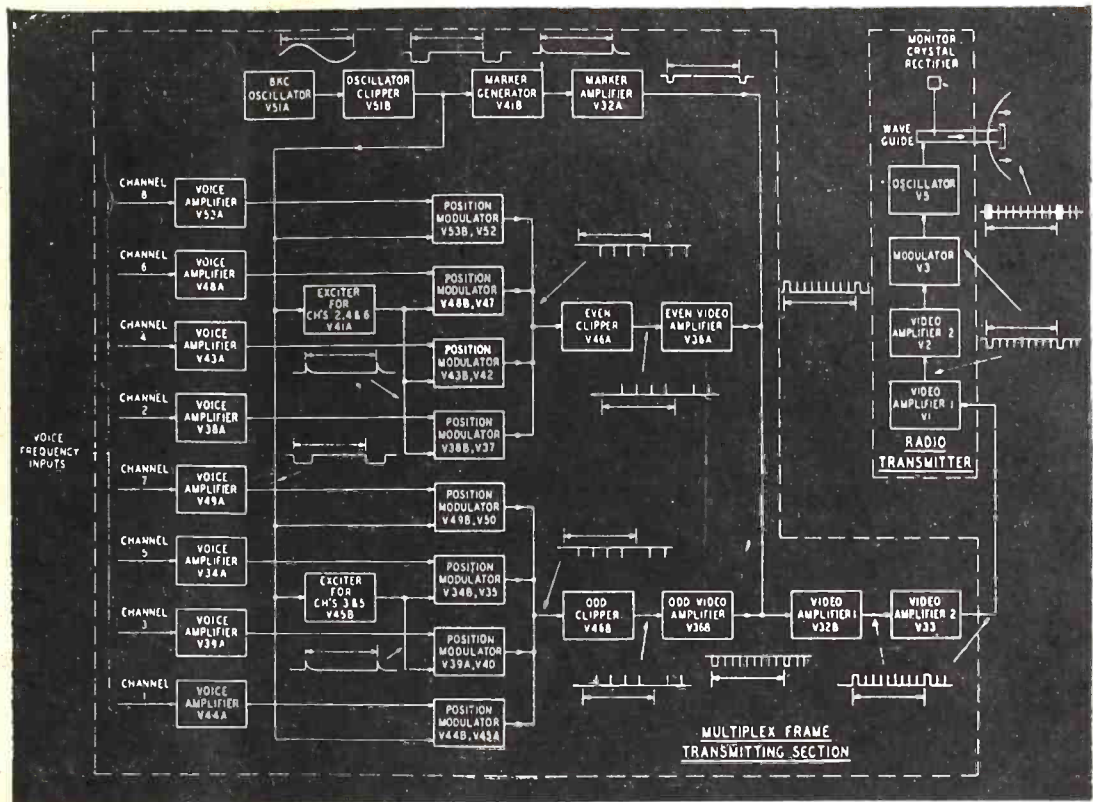 MONITOR
CRYSTAL
RECTIFIER
8KC
OSCILLATOR
V51A
OSCILLATOR
CLIPPER
V51B
MARKER
GENERATOR
V41B
MARKER
AMPLIFIER
V32A
WAVE
GUIDE
OSCILLATOR
V5
MODULATOR
V3
VIDEO
AMPLIFIER 2
V2
VIDEO
AMPLIFIER 1
V1
RADIO
TRANSMITTER
VOICE
FREQUENCY
INPUTS
CHANNEL
8
VOICE
AMPLIFIER
V53A
POSITION
MODULATOR
V53B, V52
CHANNEL
6
VOICE
AMPLIFIER
V48A
EXCITER
FOR
CH'S 2,4 & 6
V41A
POSITION
MODULATOR
V48B, V47
CHANNEL
4
VOICE
AMPLIFIER
V43A
POSITION
MODULATOR
V43B, V42
CHANNEL
2
VOICE
AMPLIFIER
V38A
POSITION
MODULATOR
V38B, V37
EVEN
CLIPPER
V46A
EVEN VIDEO
AMPLIFIER
V36A
CHANNEL
7
VOICE
AMPLIFIER
V49A
POSITION
MODULATOR
V49B, V50
CHANNEL
5
VOICE
AMPLIFIER
V34A
EXCITER
FOR
CH'S 3 & 5
V45B
POSITION
MODULATOR
V34B, V35
CHANNEL
3
VOICE
AMPLIFIER
V39A
POSITION
MODULATOR
V39A, V40
CHANNEL
1
VOICE
AMPLIFIER
V44A
POSITION
MODULATOR
V44B, V45A
ODD
CLIPPER
V46B
ODD VIDEO
AMPLIFIER
V36B
VIDEO
AMPLIFIER 1
V32B
VIDEO
AMPLIFIER 2
V33
MULTIPLEX FRAME
TRANSMITTING SECTION